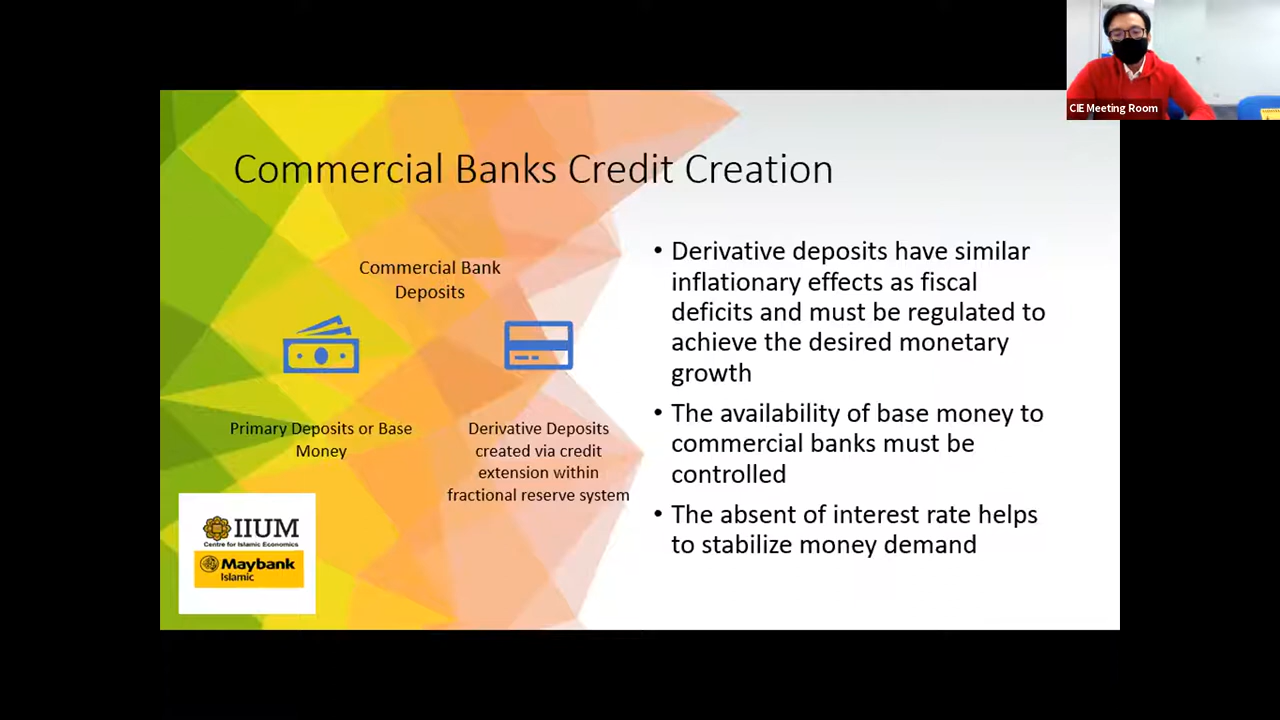 CIE Meeting Room
Commercial Banks Credit Creation
Commercial Bank
Deposits
Primary Deposits or Base
Money
Derivative Deposits
created via credit
extension within
fractional reserve system
• Derivative deposits have similar
inflationary effects as fiscal
deficits and must be regulated to
achieve the desired monetary
growth
• The availability of base money to
commercial banks must be
controlled
• The absent of interest rate helps
to stabilize money demand
IIUM
Centre for Islamic Economics
Maybank
Islamic